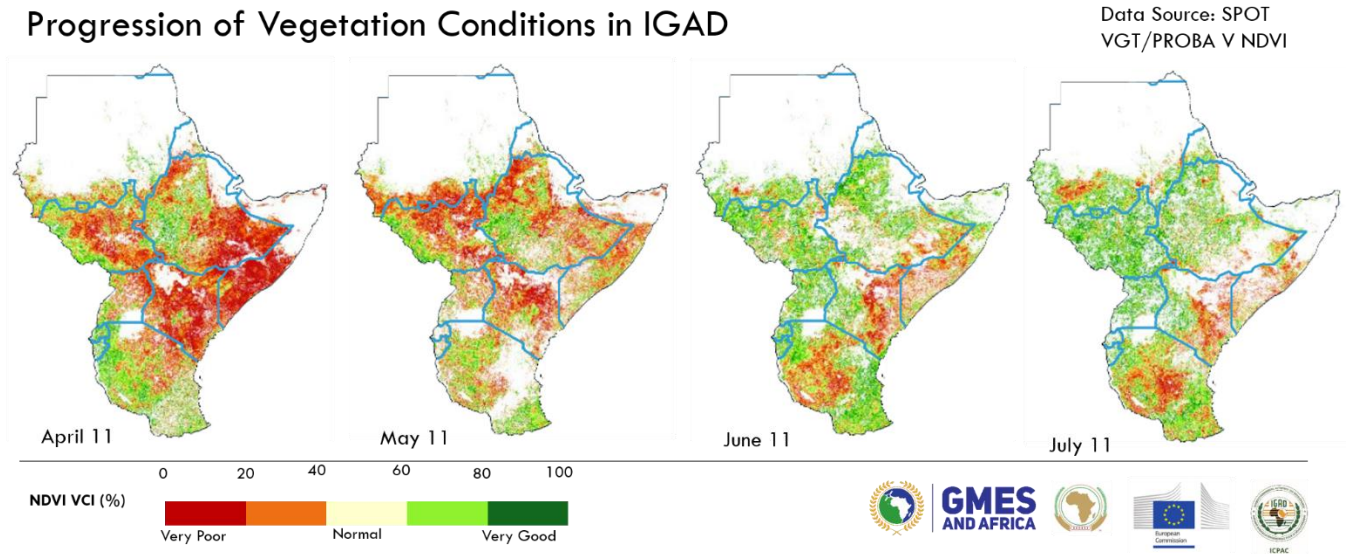 Progression of Vegetation Conditions in IGAD
Data Source: SPOT
VGT/PROBA V NDVI
April 11
May 11
June 11
July 11
0 20 40 60 80 100
NDVI VCI (%)
Very Poor Normal Very Good
GMES
AND AFRICA
European
Commission
IGAD
ICPAC